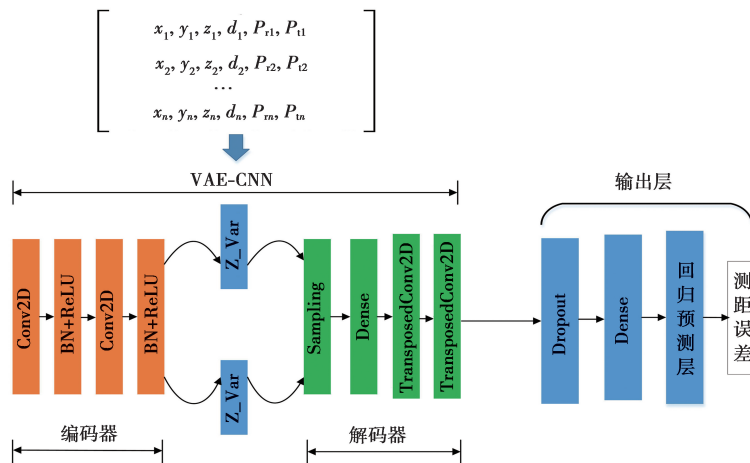 x1, y1, z1, d1, Pr1, Pt1
x2, y2, z2, d2, Pr2, Pt2
…
xn, yn, zn, dn, Prn, Ptn
VAE-CNN
输出层
Conv2D
BN+ReLU
Conv2D
BN+ReLU
Z_Var
Z_Var
Sampling
Dense
TransposedConv2D
TransposedConv2D
Dropout
Dense
回归预测层
测距误差
编码器
解码器